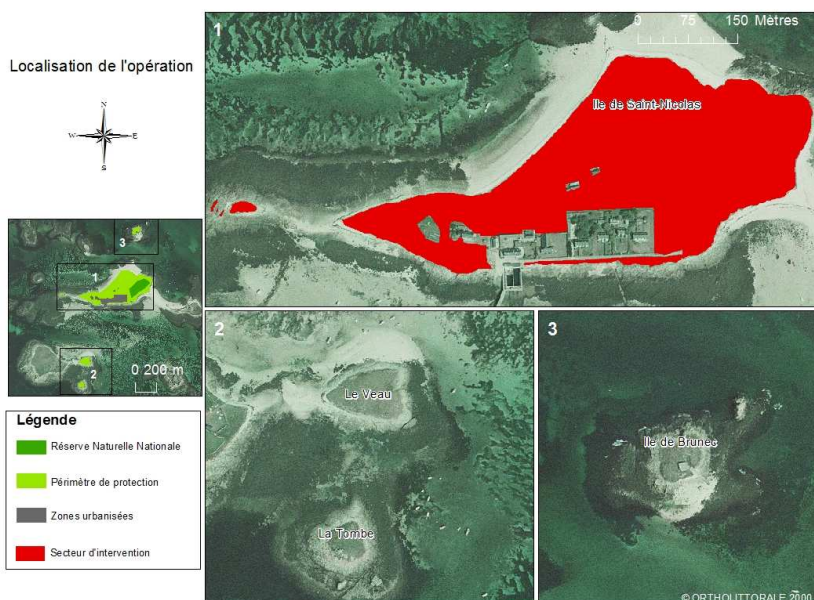 Localisation de l'opération
N
W
E
S
3
1
2
0 200 m
Légende
Réserve Naturelle Nationale
Périmètre de protection
Zones urbanisées
Secteur d'intervention
1
0 75 150 Mètres
Ile de Saint-Nicolas
2
Le Veau
La Tombe
3
Ile de Brunec
© ORTHOLITTORALE 2000